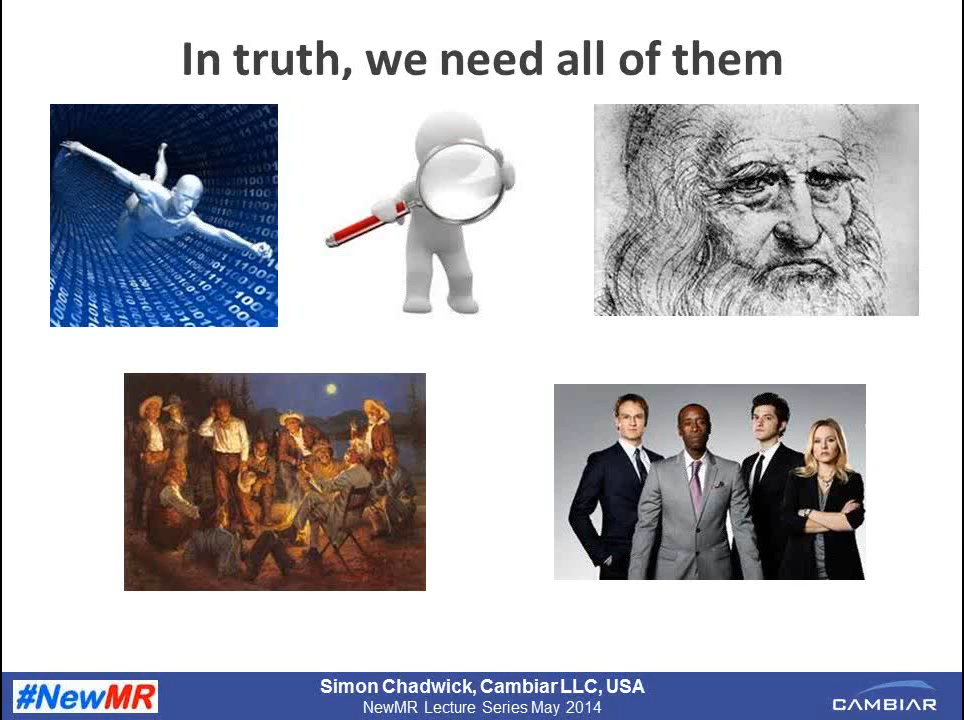 In truth, we need all of them
#NewMR
Simon Chadwick, Cambiar LLC, USA
NewMR Lecture Series May 2014
CAMBIAR